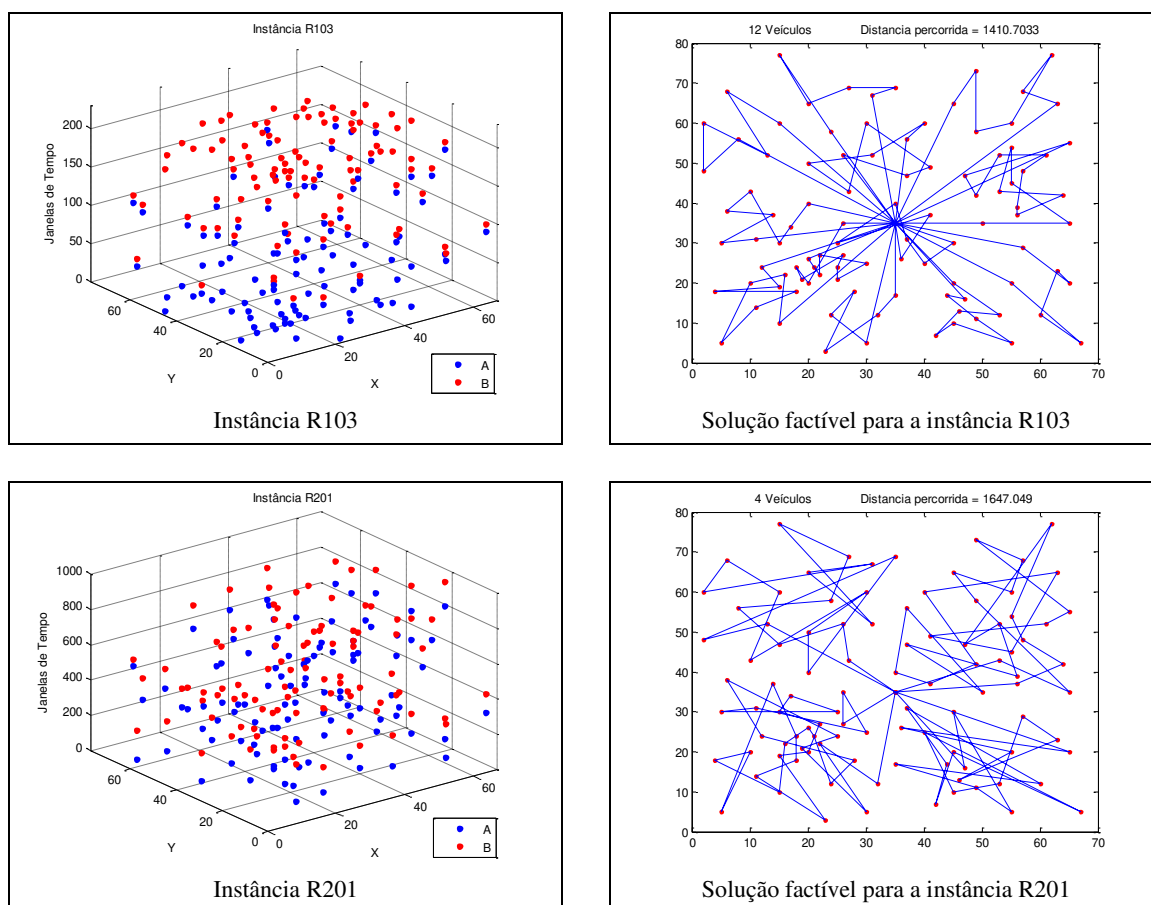 Instância R103
Janelas de Tempo
200
150
100
50
0
60
40
20
0
Y
0
20
40
60
X
A
B
Instância R103
12 Veículos Distancia percorrida = 1410.7033
80
70
60
50
40
30
20
10
0
0 10 20 30 40 50 60 70
Solução factível para a instância R103
Instância R201
Janelas de Tempo
1000
800
600
400
200
0
60
40
20
0
Y
0
20
40
60
X
A
B
Instância R201
4 Veículos Distancia percorrida = 1647.049
80
70
60
50
40
30
20
10
0
0 10 20 30 40 50 60 70
Solução factível para a instância R201